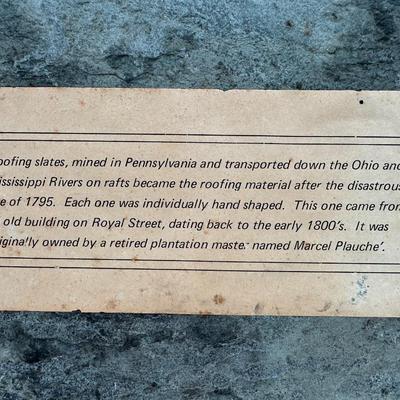 oofing slates, mined in Pennsylvania and transported down the Ohio and
ississippi Rivers on rafts became the roofing material after the disastrous
e of 1795. Each one was individually hand shaped. This one came from
old building on Royal Street, dating back to the early 1800's. It was
iginally owned by a retired plantation maste. named Marcel Plauche'.